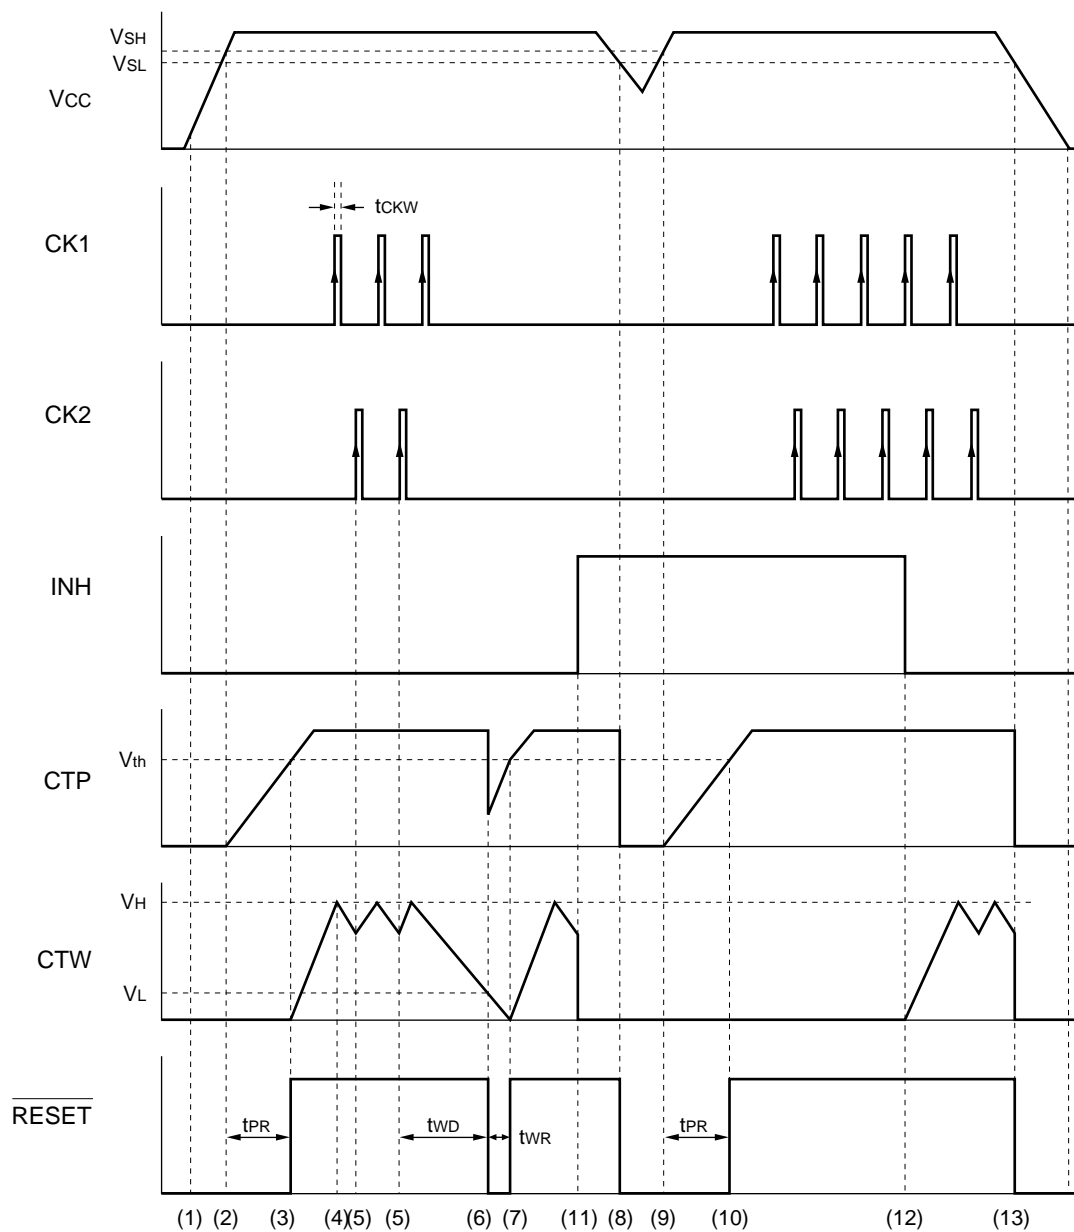 VSH
VSL
VCC
tCKW
CK1
CK2
INH
Vth
CTP
VH
CTW
VL
RESET
tPR tWD tWR tPR
(1) (2) (3) (4) (5) (5) (6) (7) (11) (8) (9) (10) (12) (13)